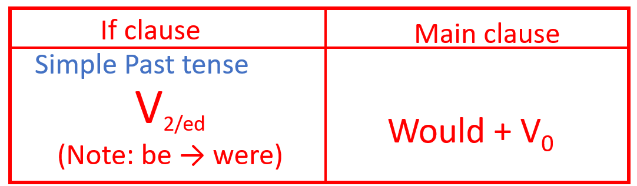 If clause
Main clause
Simple Past tense
V2/ed
(Note: be → were)
Would + V0